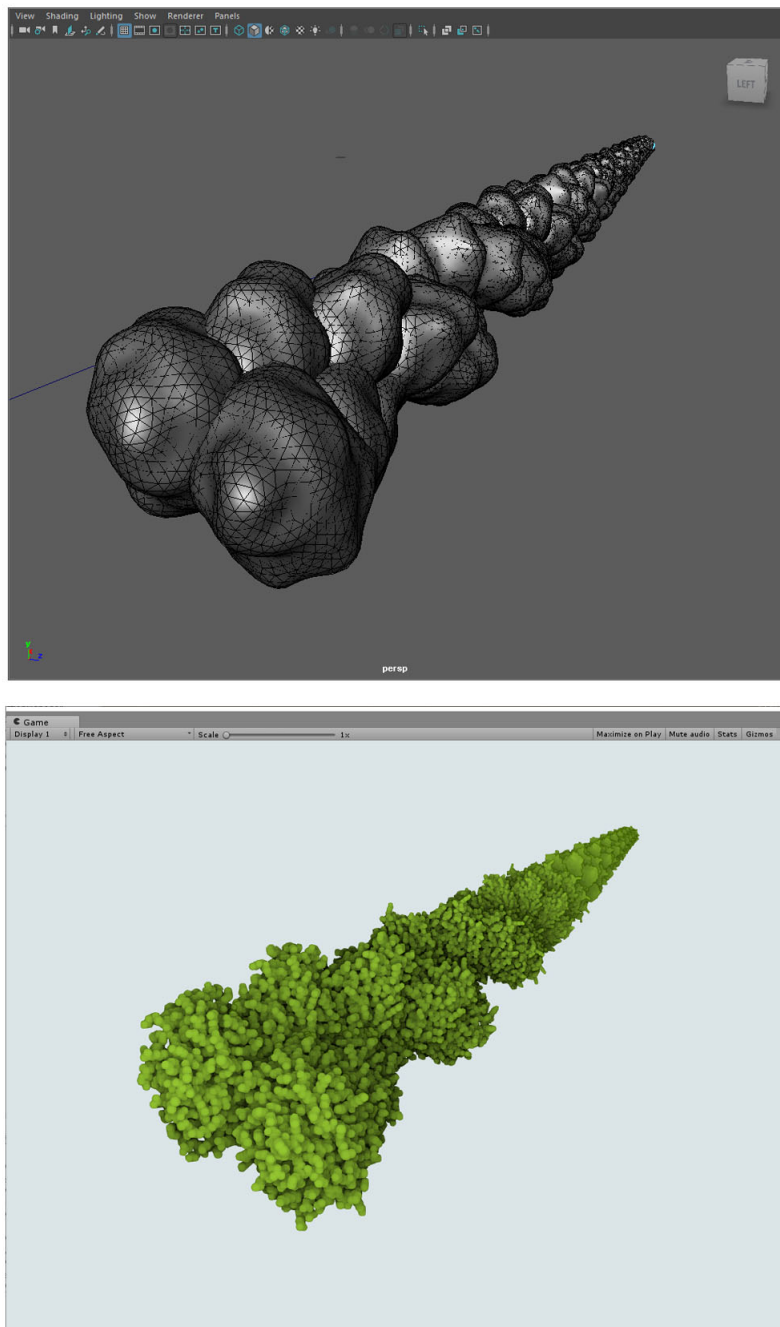 View Shading Lighting Show Renderer Panels
LEFT
y
z
persp
Game
Display 1 Free Aspect Scale 1x Maximize on Play Mute audio Stats Gizmos